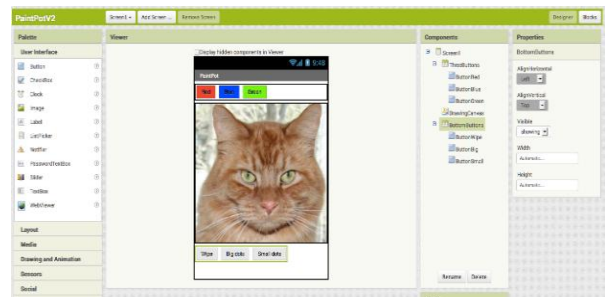 PaintPotV2
Screen1
Add Screen ...
Remove Screen
Designer
Blocks
Palette
User Interface
Button
CheckBox
Clock
Image
Label
ListPicker
Notifier
PasswordTextBox
Slider
TextBox
WebViewer
Layout
Media
Drawing and Animation
Sensors
Social
Viewer
Display hidden components in Viewer
9:48
PaintPot
Red
Blue
Green
Wipe
Big dots
Small dots
Components
Screen1
ThreeButtons
ButtonRed
ButtonBlue
ButtonGreen
DrawingCanvas
BottomButtons
ButtonWipe
ButtonBig
ButtonSmall
Rename
Delete
Properties
BottomButtons
AlignHorizontal
Left
AlignVertical
Top
Visible
showing
Width
Automatic...
Height
Automatic...